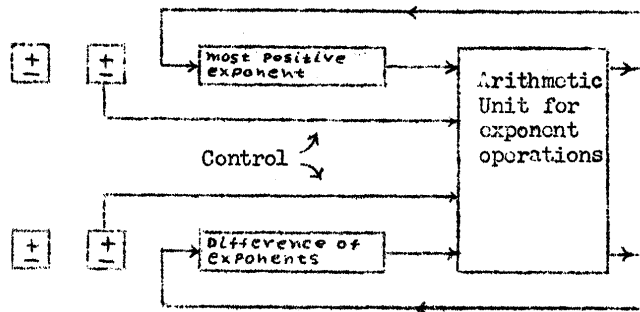 ± ±
most positive
exponent
Arithmetic
Unit for
exponent
operations
Control
± ±
Difference of
exponents